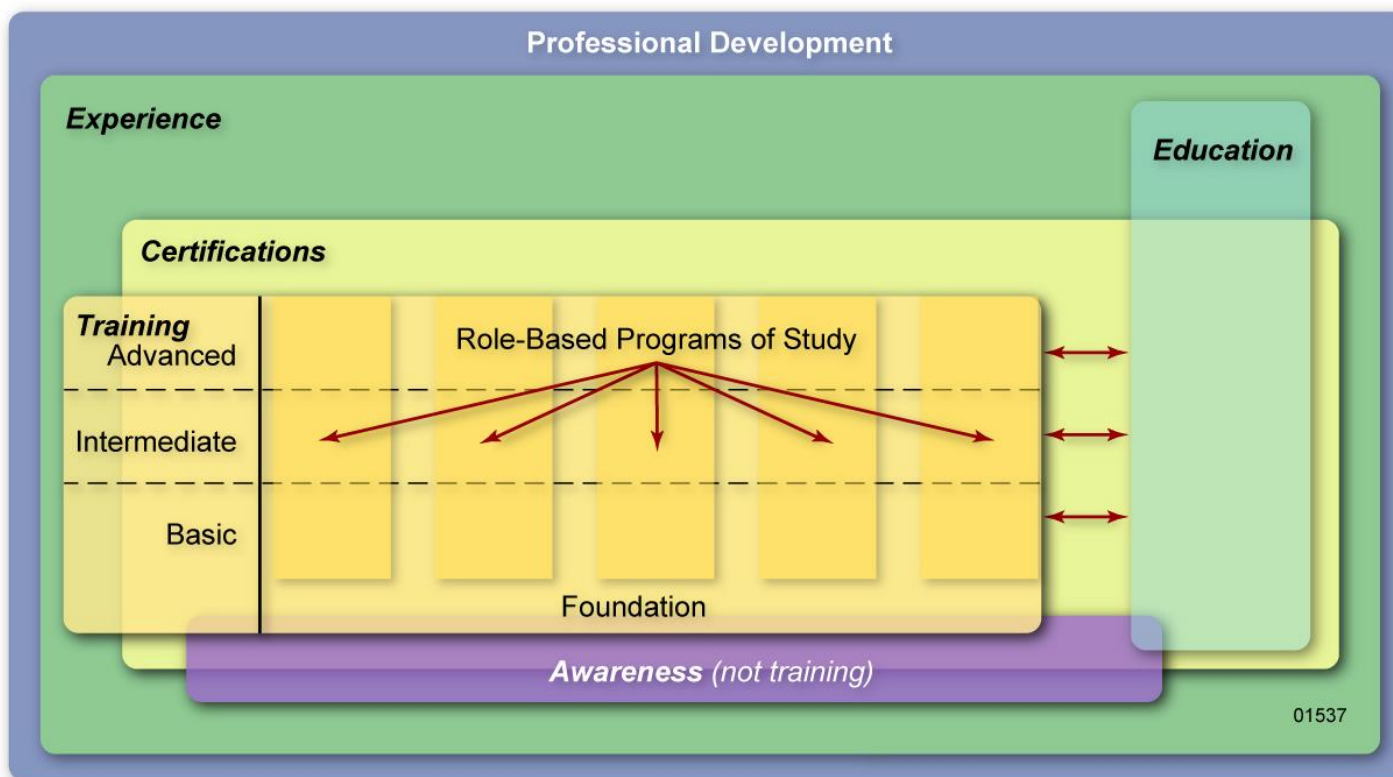 Professional Development
Experience
Education
Certifications
Training
Advanced
Role-Based Programs of Study
Intermediate
Basic
Foundation
Awareness (not training)
01537